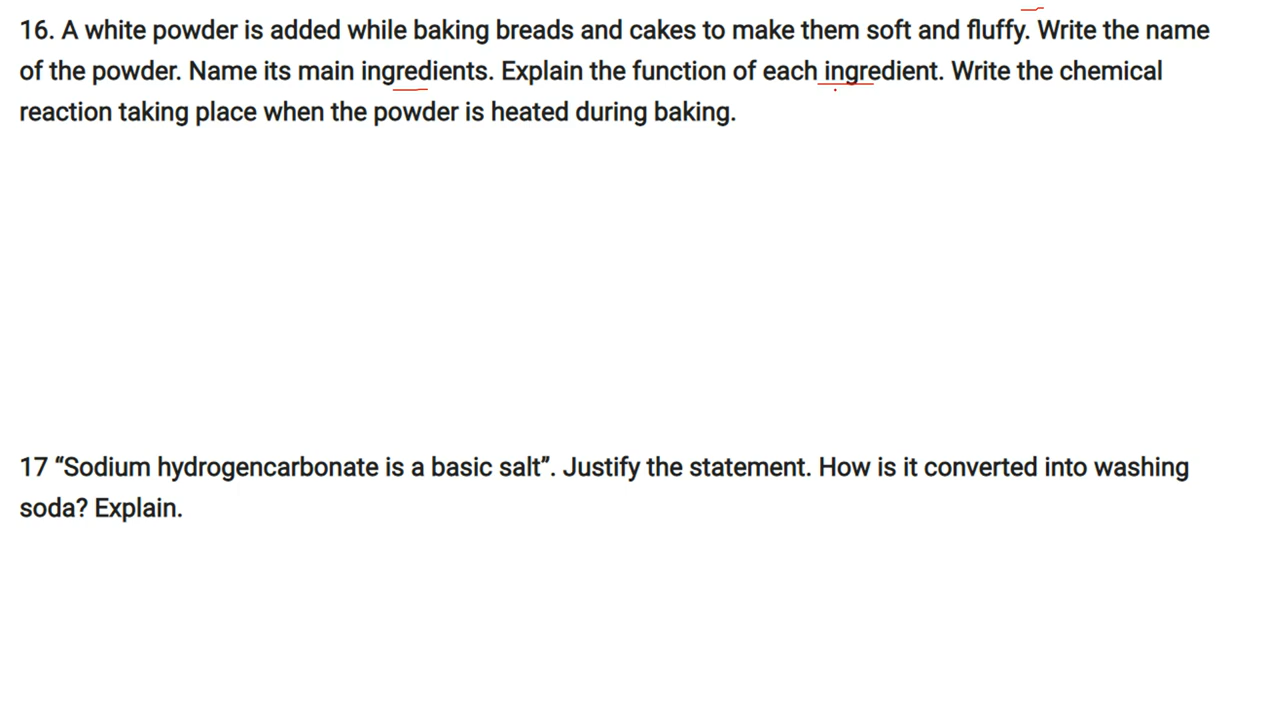 16. A white powder is added while baking breads and cakes to make them soft and fluffy. Write the name
of the powder. Name its main ingredients. Explain the function of each ingredient. Write the chemical
reaction taking place when the powder is heated during baking.
17 “Sodium hydrogencarbonate is a basic salt”. Justify the statement. How is it converted into washing
soda? Explain.